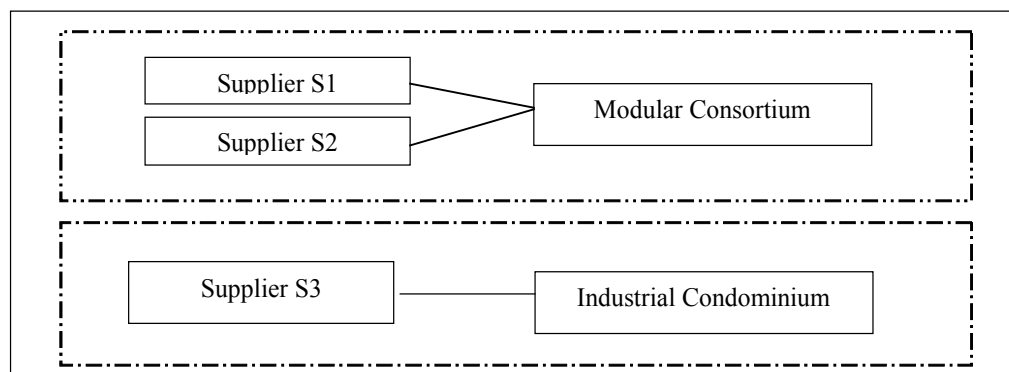 Supplier S1
Supplier S2
Modular Consortium
Supplier S3
Industrial Condominium